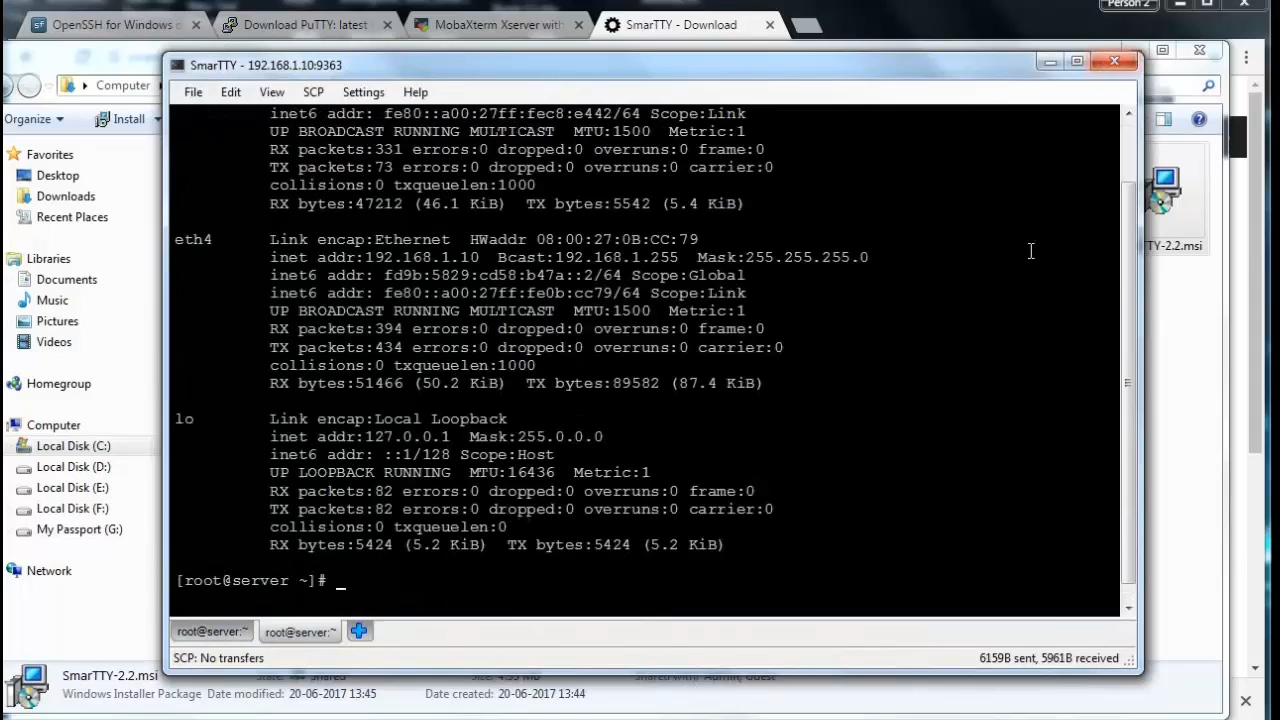 OpenSSH for Windows
Download PuTTY: latest
MobaXterm Xserver with
SmarTTY - Download
Person 2
SmarTTY - 192.168.1.10:9363
Computer
File Edit View SCP Settings Help
Organize Install
inet6 addr: fe80::a00:27ff:fec8:e442/64 Scope:Link
UP BROADCAST RUNNING MULTICAST MTU:1500 Metric:1
RX packets:331 errors:0 dropped:0 overruns:0 frame:0
TX packets:73 errors:0 dropped:0 overruns:0 carrier:0
collisions:0 txqueuelen:1000
RX bytes:47212 (46.1 KiB) TX bytes:5542 (5.4 KiB)
eth4 Link encap:Ethernet HWaddr 08:00:27:0B:CC:79
inet addr:192.168.1.10 Bcast:192.168.1.255 Mask:255.255.255.0
inet6 addr: fd9b:5829:cd58:b47a::2/64 Scope:Global
inet6 addr: fe80::a00:27ff:fe0b:cc79/64 Scope:Link
UP BROADCAST RUNNING MULTICAST MTU:1500 Metric:1
RX packets:394 errors:0 dropped:0 overruns:0 frame:0
TX packets:434 errors:0 dropped:0 overruns:0 carrier:0
collisions:0 txqueuelen:1000
RX bytes:51466 (50.2 KiB) TX bytes:89582 (87.4 KiB)
lo Link encap:Local Loopback
inet addr:127.0.0.1 Mask:255.0.0.0
inet6 addr: ::1/128 Scope:Host
UP LOOPBACK RUNNING MTU:16436 Metric:1
RX packets:82 errors:0 dropped:0 overruns:0 frame:0
TX packets:82 errors:0 dropped:0 overruns:0 carrier:0
collisions:0 txqueuelen:0
RX bytes:5424 (5.2 KiB) TX bytes:5424 (5.2 KiB)
[root@server ~]# _
root@server:~ root@server:~
SCP: No transfers
6159B sent, 5961B received
Favorites
Desktop
Downloads
Recent Places
Libraries
Documents
Music
Pictures
Videos
Homegroup
Computer
Local Disk (C:)
Local Disk (D:)
Local Disk (E:)
Local Disk (F:)
My Passport (G:)
Network
TTY-2.2.msi
SmarTTY-2.2.msi
Windows Installer Package Date modified: 20-06-2017 13:45 Date created: 20-06-2017 13:44